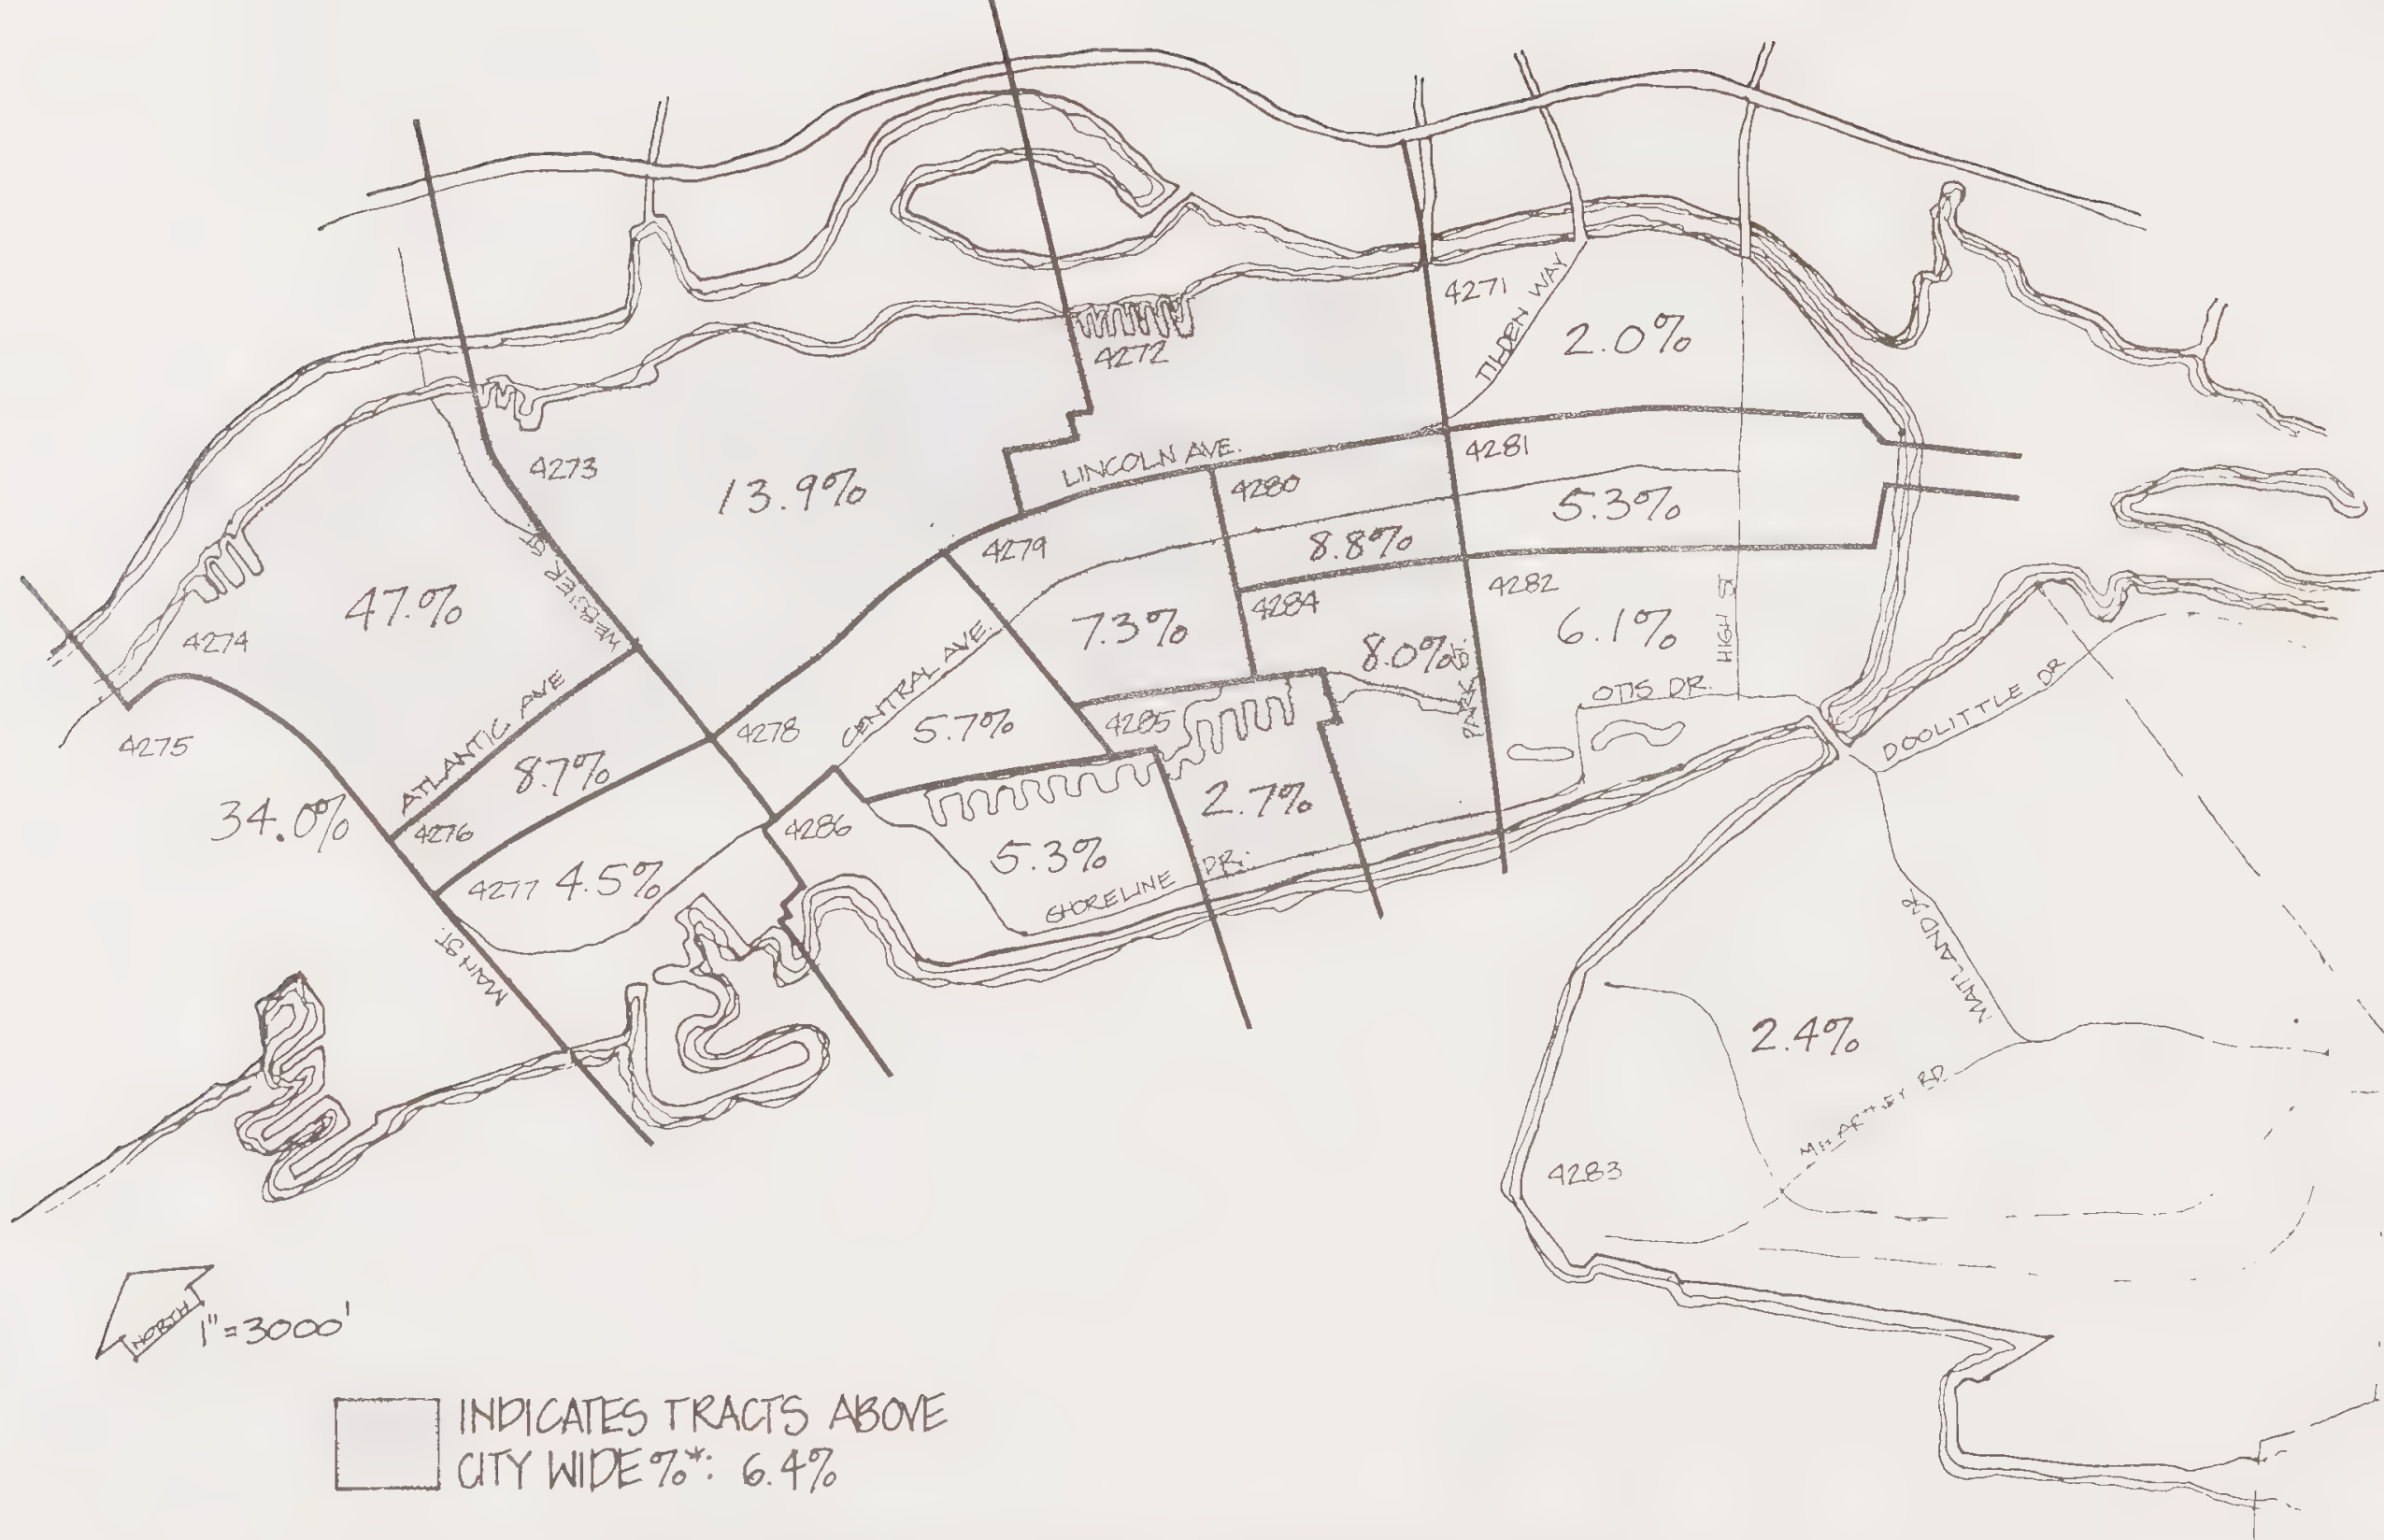 4271
TILDEN WAY
2.0%
4272
LINCOLN AVE.
4281
4273
13.9%
4280
5.3%
8.8%
4279
WEBSTER ST.
47.%
4274
7.3%
4284
8.0%
PARK ST.
4282
6.1%
HIGH ST
OTIS DR.
DOOLITTLE DR
4275
ATLANTIC AVE
8.7%
4278
CENTRAL AVE.
5.7%
4285
2.7%
34.0%
4276
4286
5.3%
4277 4.5%
SHORELINE DR.
MAIN ST.
MAITLAND DR
2.4%
RD
4283
NORTH
1"=3000'
INDICATES TRACTS ABOVE
CITY WIDE %*: 6.4%